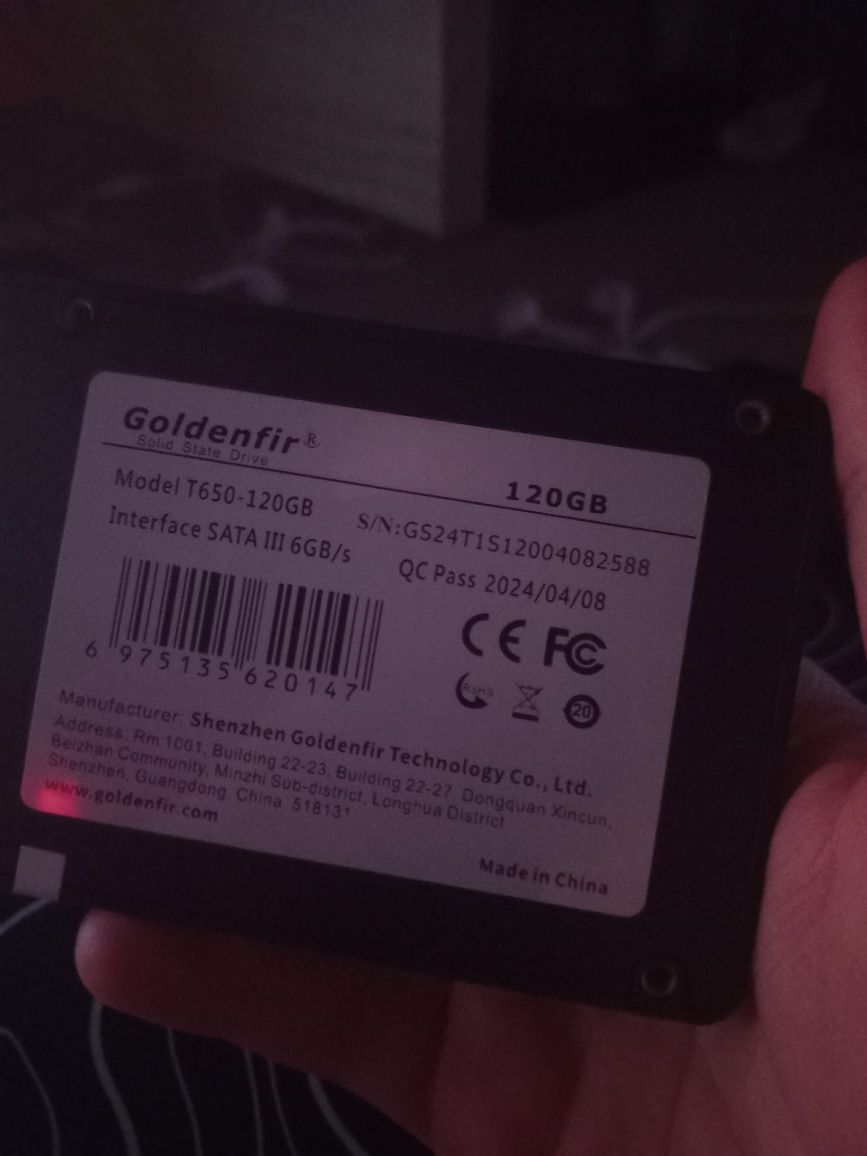 Goldenfir ®
Solid State Drive
120GB
Model T650-120GB
S/N:GS24T1S12004082588
Interface SATA III 6GB/s
QC Pass 2024/04/08
CE FC
RoHS
20
6 975135 620147
Manufacturer: Shenzhen Goldenfir Technology Co., Ltd.
Address: Rm 1001, Building 22-23, Building 22-27, Dongquan Xincun,
Beizhan Community, Minzhi Sub-district, Longhua District
Shenzhen, Guangdong, China
www.goldenfir.com
Made in China